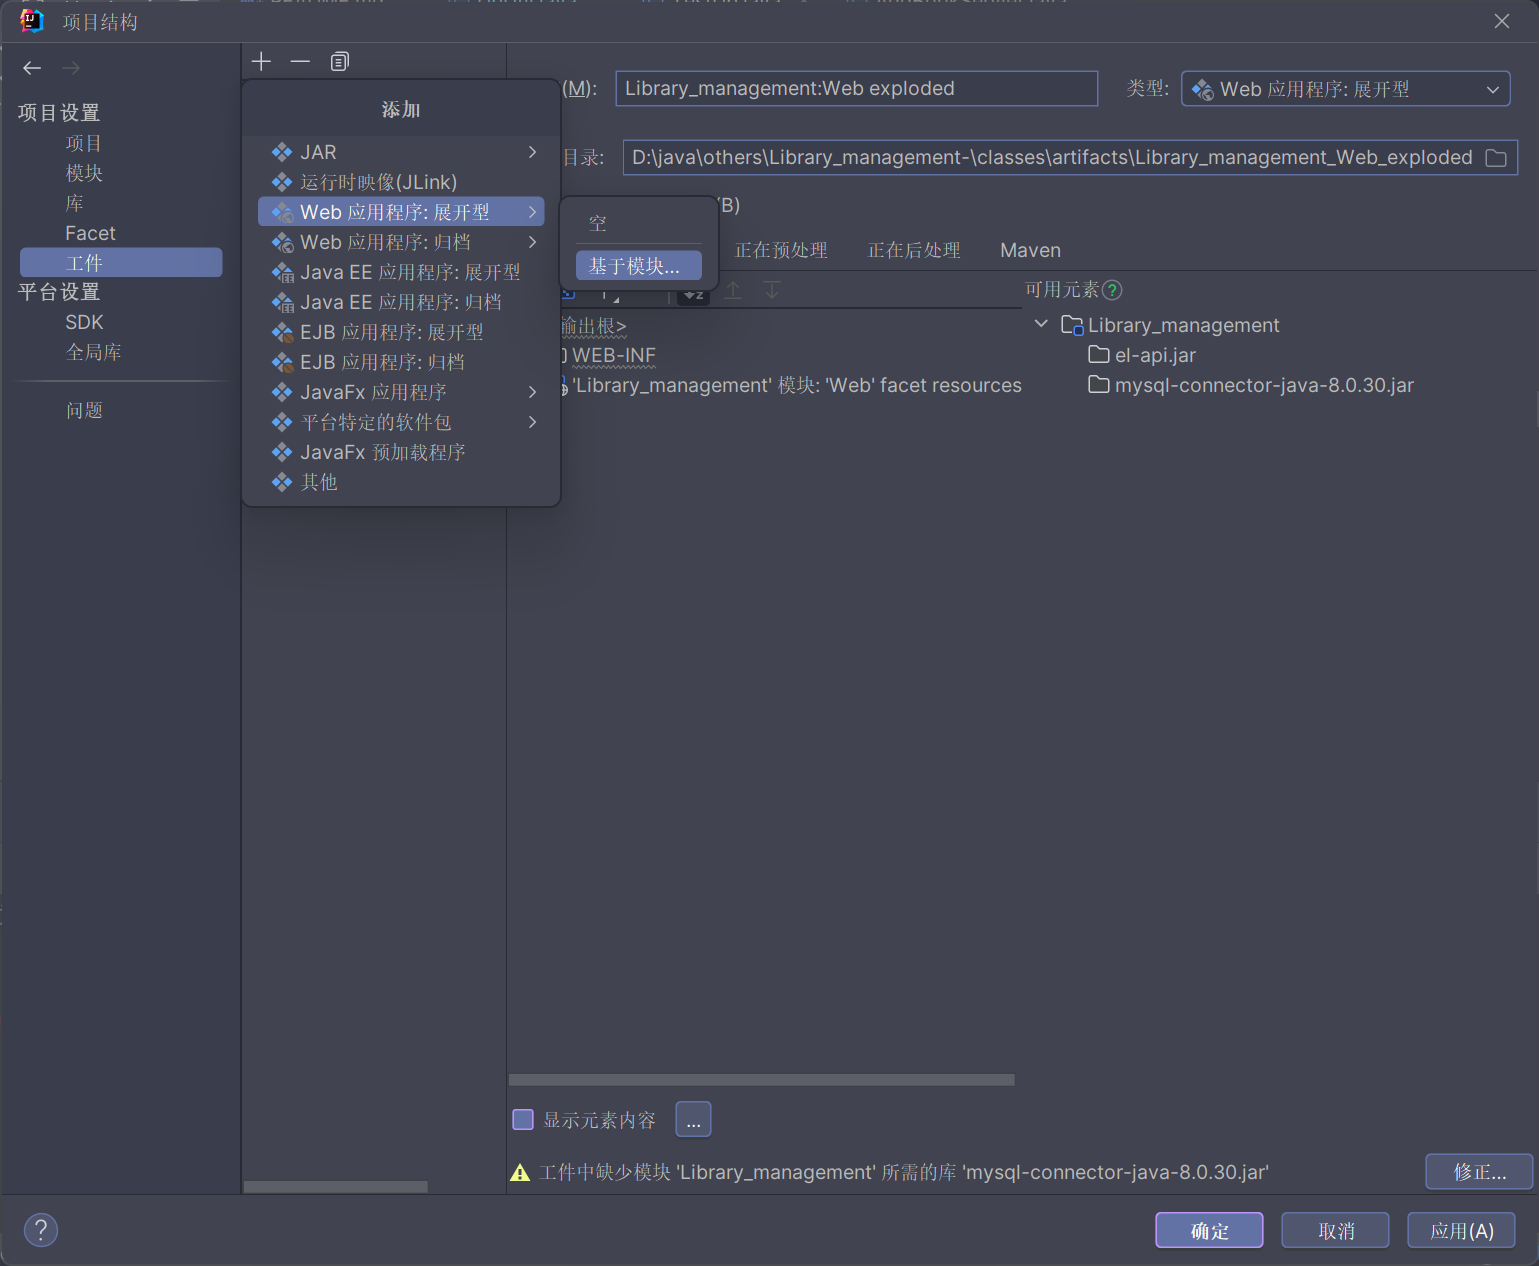 项目结构
项目设置
项目
模块
库
Facet
工件
平台设置
SDK
全局库
问题
添加
JAR
运行时映像(JLink)
Web 应用程序: 展开型
Web 应用程序: 归档
Java EE 应用程序: 展开型
Java EE 应用程序: 归档
EJB 应用程序: 展开型
EJB 应用程序: 归档
JavaFx 应用程序
平台特定的软件包
JavaFx 预加载程序
其他
空
基于模块...
(M): Library_management:Web exploded 类型: Web 应用程序: 展开型
目录: D:\java\others\Library_management-\classes\artifacts\Library_management_Web_exploded
(B)
正在预处理 正在后处理 Maven
可用元素
输出根>
WEB-INF
'Library_management' 模块: 'Web' facet resources
Library_management
el-api.jar
mysql-connector-java-8.0.30.jar
显示元素内容 ...
工件中缺少模块 'Library_management' 所需的库 'mysql-connector-java-8.0.30.jar' 修正...
? 确定 取消 应用(A)